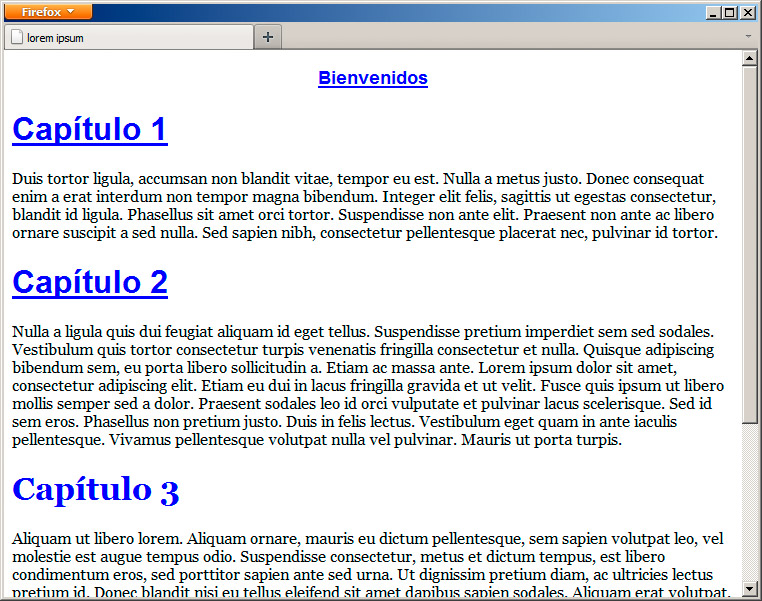 Firefox
lorem ipsum
Bienvenidos
Capítulo 1
Duis tortor ligula, accumsan non blandit vitae, tempor eu est. Nulla a metus justo. Donec consequat
enim a erat interdum non tempor magna bibendum. Integer elit felis, sagittis ut egestas consectetur,
blandit id ligula. Phasellus sit amet orci tortor. Suspendisse non ante elit. Praesent non ante ac libero
ornare suscipit a sed nulla. Sed sapien nibh, consectetur pellentesque placerat nec, pulvinar id tortor.
Capítulo 2
Nulla a ligula quis dui feugiat aliquam id eget tellus. Suspendisse pretium imperdiet sem sed sodales.
Vestibulum quis tortor consectetur turpis venenatis fringilla consectetur et nulla. Quisque adipiscing
bibendum sem, eu porta libero sollicitudin a. Etiam ac massa ante. Lorem ipsum dolor sit amet,
consectetur adipiscing elit. Etiam eu dui in lacus fringilla gravida et ut velit. Fusce quis ipsum ut libero
mollis semper sed a dolor. Praesent sodales leo id orci vulputate et pulvinar lacus scelerisque. Sed id
sem eros. Phasellus non pretium justo. Duis in felis lectus. Vestibulum eget quam in ante iaculis
pellentesque. Vivamus pellentesque volutpat nulla vel pulvinar. Mauris ut porta turpis.
Capítulo 3
Aliquam ut libero lorem. Aliquam ornare, mauris eu dictum pellentesque, sem sapien volutpat leo, vel
molestie est augue tempus odio. Suspendisse consectetur, metus et dictum tempus, est libero
condimentum eros, sed porttitor sapien ante sed urna. Ut dignissim pretium diam, ac ultricies lectus
pretium id. Donec blandit nisi eu tellus eleifend sit amet dapibus sapien sodales. Aliquam erat volutpat.